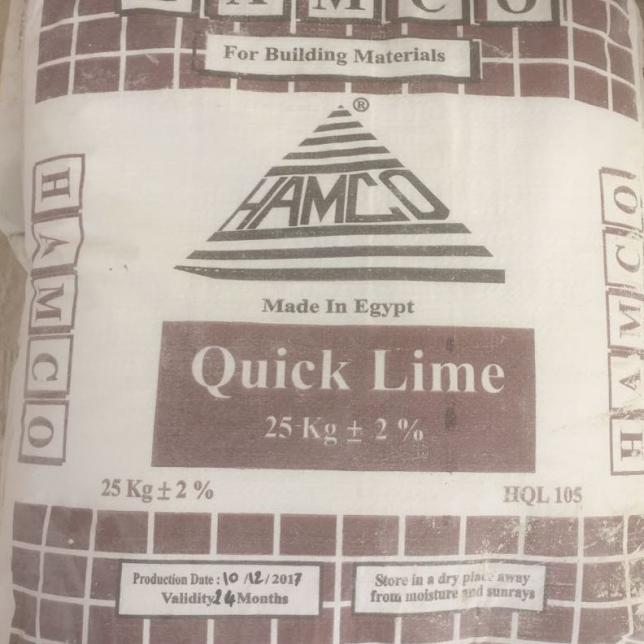 HAMCO
For Building Materials
®
HAMCO
Made In Egypt
Quick Lime
25 Kg ± 2 %
25 Kg ± 2 %
HQL 105
HAMCO
HAMCO
Production Date : 10 /12/ 2017
Validity 24 Months
Store in a dry place away
from moisture and sunrays